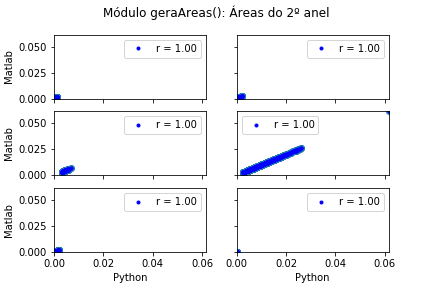 Módulo geraAreas(): Áreas do 2º anel
Matlab
0.050
0.025
0.000
r = 1.00
r = 1.00
Matlab
0.050
0.025
0.000
r = 1.00
r = 1.00
Matlab
0.050
0.025
0.000
r = 1.00
r = 1.00
0.00 0.02 0.04 0.06
0.00 0.02 0.04 0.06
Python
Python